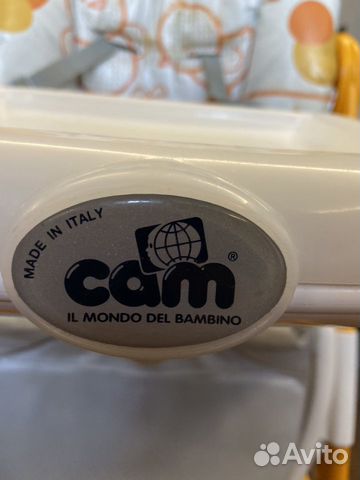 MADE IN ITALY
cam®
IL MONDO DEL BAMBINO
Avito